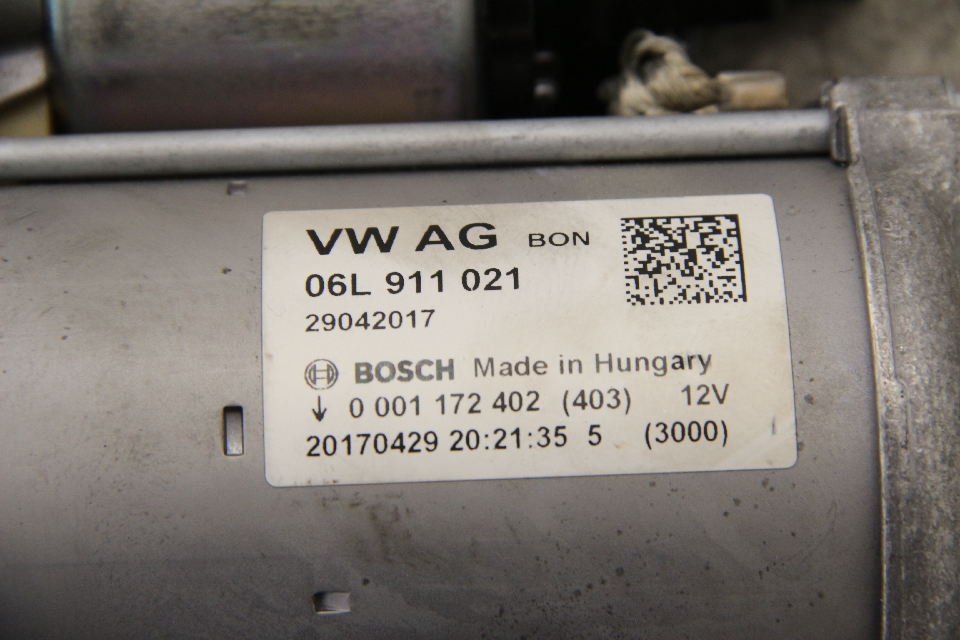 VW AG BON
06L 911 021
29042017
BOSCH Made in Hungary
0 001 172 402 (403) 12V
20170429 20:21:35 5 (3000)